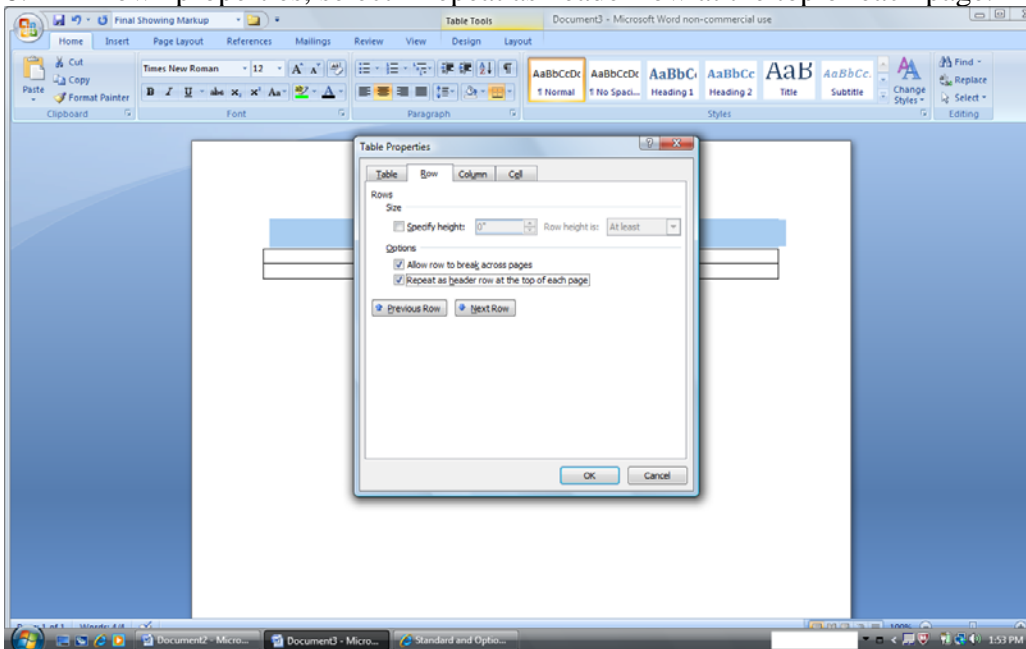 Final Showing Markup
Table Tools
Document3 - Microsoft Word non-commercial use
Home Insert Page Layout References Mailings Review View Design Layout
Paste
Cut
Copy
Format Painter
Clipboard
Times New Roman 12
Font
Paragraph
AaBbCcDc AaBbCcDc AaBbC AaBbCc AaB AaBbCc.
¶ Normal ¶ No Spaci... Heading 1 Heading 2 Title Subtitle
Change Styles
Styles
Find
Replace
Select
Editing
Table Properties
Table Row Column Cell
Rows
Size
Specify height: 0" Row height is: At least
Options
Allow row to break across pages
Repeat as header row at the top of each page
Previous Row Next Row
OK Cancel
100%
Document2 - Micro... Document3 - Micro... Standard and Optio...
1:53 PM